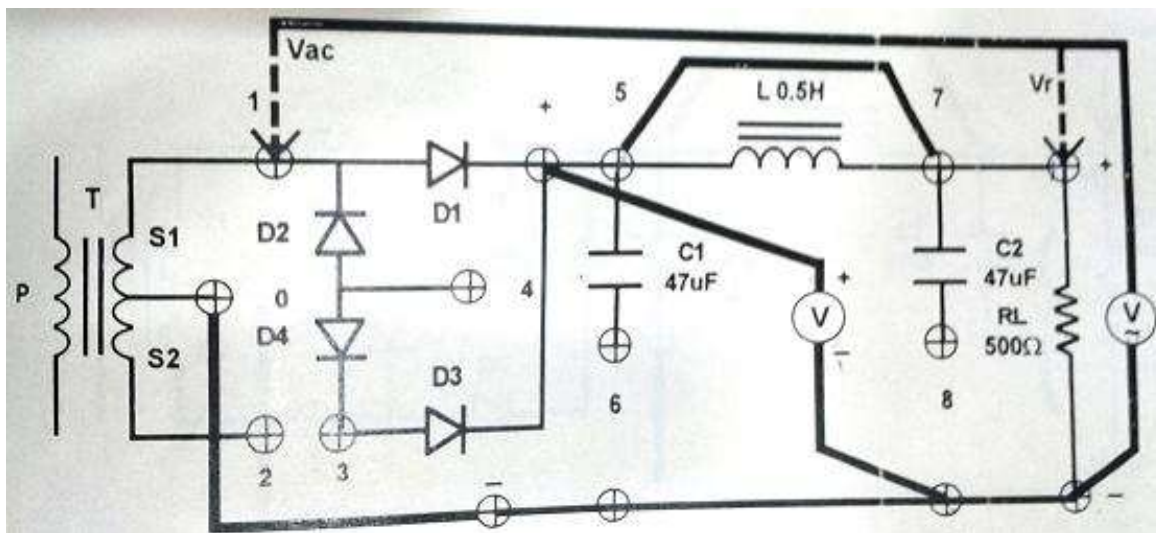 Vac
1
+
5
L 0.5H
7
Vr
+
T
S1
D2
D1
P
0
4
C1
47uF
+
V
–
C2
47uF
RL
500Ω
V
~
D4
S2
D3
2
3
6
8
–
–